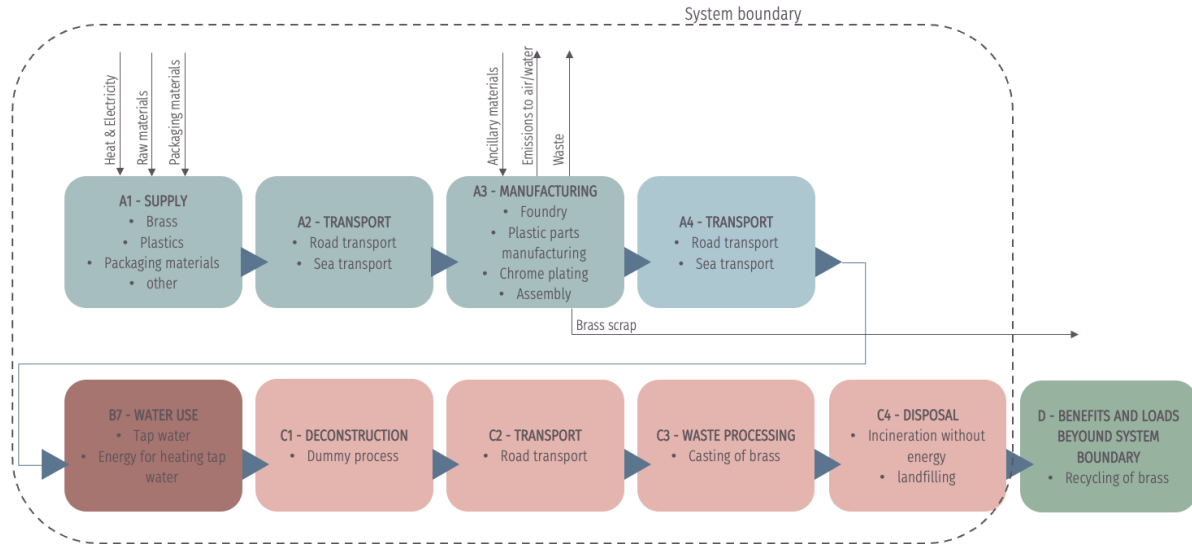 System boundary
Heat & Electricity
Raw materials
Packaging materials
Ancillary materials
Emissions to air/water
Waste
A1 - SUPPLY
• Brass
• Plastics
• Packaging materials
• other
A2 - TRANSPORT
• Road transport
• Sea transport
A3 - MANUFACTURING
• Foundry
• Plastic parts
manufacturing
• Chrome plating
• Assembly
A4 - TRANSPORT
• Road transport
• Sea transport
Brass scrap
B7 - WATER USE
• Tap water
• Energy for heating tap
water
C1 - DECONSTRUCTION
• Dummy process
C2 - TRANSPORT
• Road transport
C3 - WASTE PROCESSING
• Casting of brass
C4 - DISPOSAL
• Incineration without
energy
• landfilling
D - BENEFITS AND LOADS
BEYOUND SYSTEM
BOUNDARY
• Recycling of brass